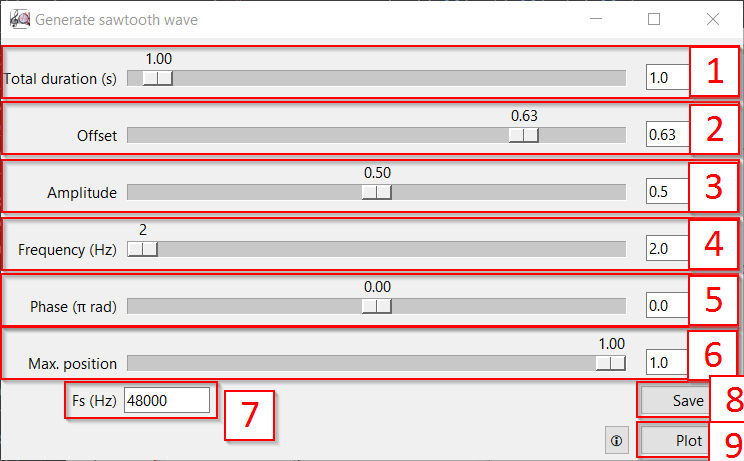 Generate sawtooth wave
1.00
Total duration (s) 1.0 1
0.63
Offset 0.63 2
0.50
Amplitude 0.5 3
2
Frequency (Hz) 2.0 4
0.00
Phase (π rad) 0.0 5
1.00
Max. position 1.0 6
Fs (Hz) 48000 7 Save 8
Plot 9